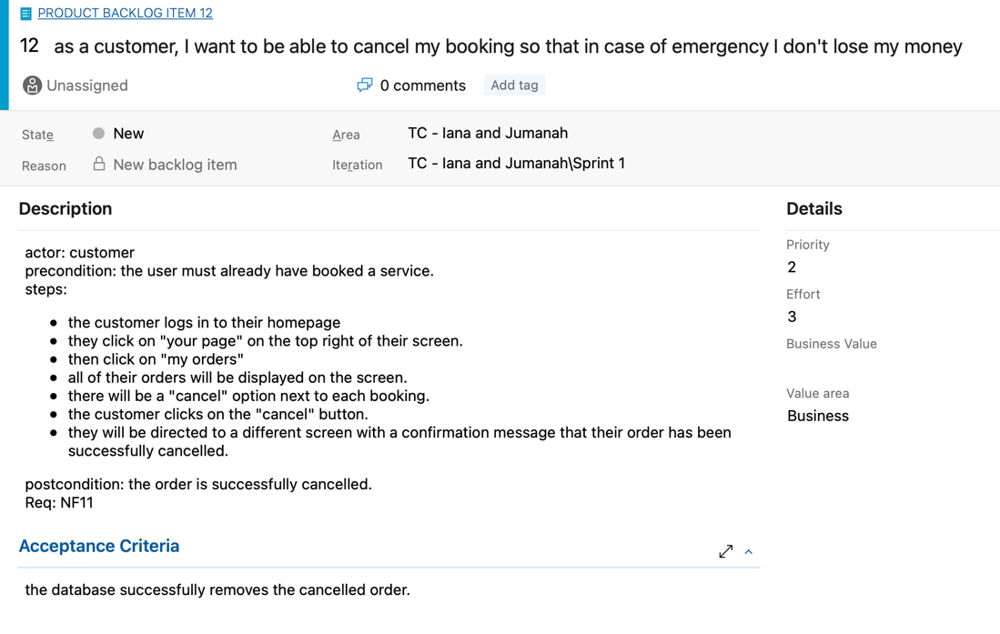 PRODUCT BACKLOG ITEM 12
12 as a customer, I want to be able to cancel my booking so that in case of emergency I don't lose my money
Unassigned
0 comments
Add tag
State New
Area TC - Iana and Jumanah
Reason New backlog item
Iteration TC - Iana and Jumanah\Sprint 1
Description
actor: customer
precondition: the user must already have booked a service.
steps:
• the customer logs in to their homepage
• they click on "your page" on the top right of their screen.
• then click on "my orders"
• all of their orders will be displayed on the screen.
• there will be a "cancel" option next to each booking.
• the customer clicks on the "cancel" button.
• they will be directed to a different screen with a confirmation message that their order has been
successfully cancelled.
postcondition: the order is successfully cancelled.
Req: NF11
Acceptance Criteria
the database successfully removes the cancelled order.
Details
Priority
2
Effort
3
Business Value
Value area
Business